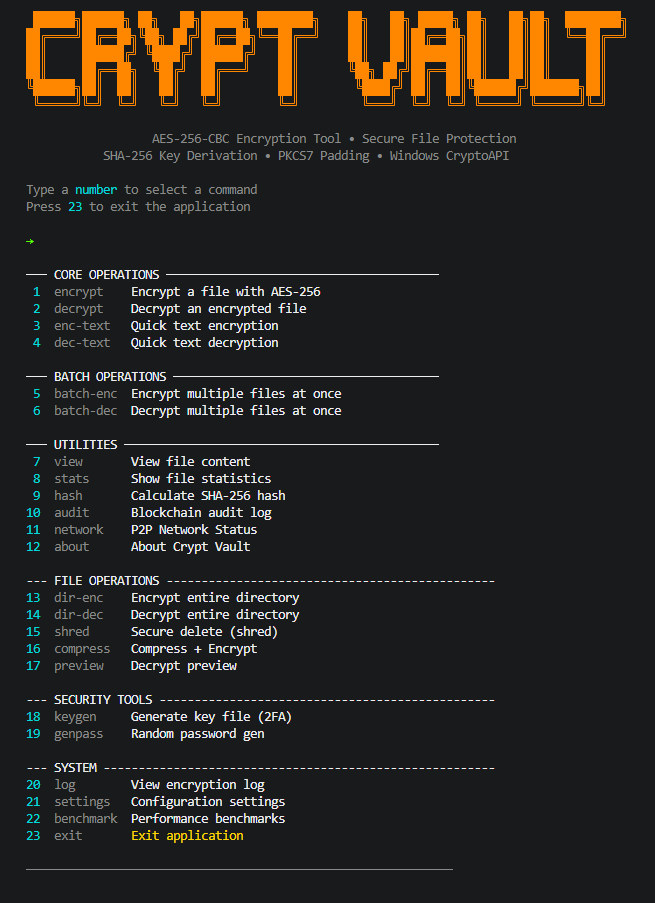 CRYPT VAULT
AES-256-CBC Encryption Tool • Secure File Protection
SHA-256 Key Derivation • PKCS7 Padding • Windows CryptoAPI
Type a number to select a command
Press 23 to exit the application
→
─── CORE OPERATIONS ───────────────────────────────────────
1 encrypt Encrypt a file with AES-256
2 decrypt Decrypt an encrypted file
3 enc-text Quick text encryption
4 dec-text Quick text decryption
─── BATCH OPERATIONS ──────────────────────────────────────
5 batch-enc Encrypt multiple files at once
6 batch-dec Decrypt multiple files at once
─── UTILITIES ─────────────────────────────────────────────
7 view View file content
8 stats Show file statistics
9 hash Calculate SHA-256 hash
10 audit Blockchain audit log
11 network P2P Network Status
12 about About Crypt Vault
--- FILE OPERATIONS -----------------------------------------------
13 dir-enc Encrypt entire directory
14 dir-dec Decrypt entire directory
15 shred Secure delete (shred)
16 compress Compress + Encrypt
17 preview Decrypt preview
--- SECURITY TOOLS ------------------------------------------------
18 keygen Generate key file (2FA)
19 genpass Random password gen
--- SYSTEM --------------------------------------------------------
20 log View encryption log
21 settings Configuration settings
22 benchmark Performance benchmarks
23 exit Exit application